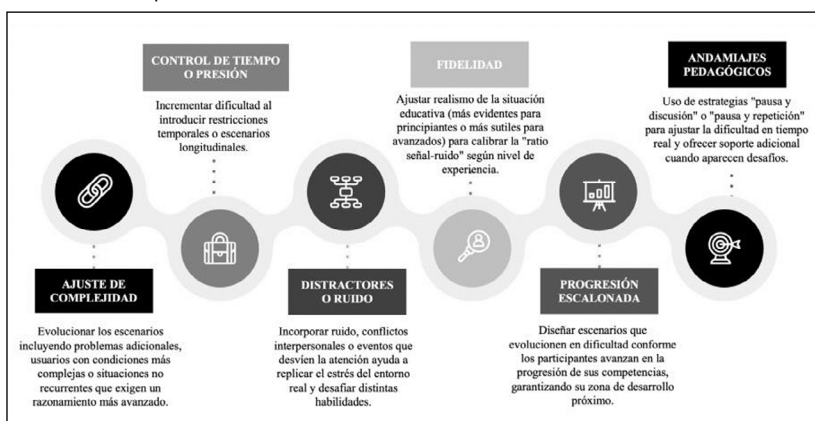 CONTROL DE TIEMPO
O PRESIÓN
Incrementar dificultad al
introducir restricciones
temporales o escenarios
longitudinales.
FIDELIDAD
Ajustar realismo de la situación
educativa (más evidentes para
principiantes o más sutiles para
avanzados) para calibrar la "ratio
señal-ruido" según nivel de
experiencia.
ANDAMIAJES
PEDAGÓGICOS
Uso de estrategias "pausa y
discusión" o "pausa y repetición"
para ajustar la dificultad en tiempo
real y ofrecer soporte adicional
cuando aparecen desafíos.
AJUSTE DE
COMPLEJIDAD
Evolucionar los escenarios
incluyendo problemas adicionales,
usuarios con condiciones más
complejas o situaciones no
recurrentes que exigen un
razonamiento más avanzado.
DISTRACTORES
O RUIDO
Incorporar ruido, conflictos
interpersonales o eventos que
desvíen la atención ayuda a
replicar el estrés del entorno
real y desafiar distintas
habilidades.
PROGRESIÓN
ESCALONADA
Diseñar escenarios que
evolucionen en dificultad conforme
los participantes avanzan en la
progresión de sus competencias,
garantizando su zona de desarrollo
próximo.